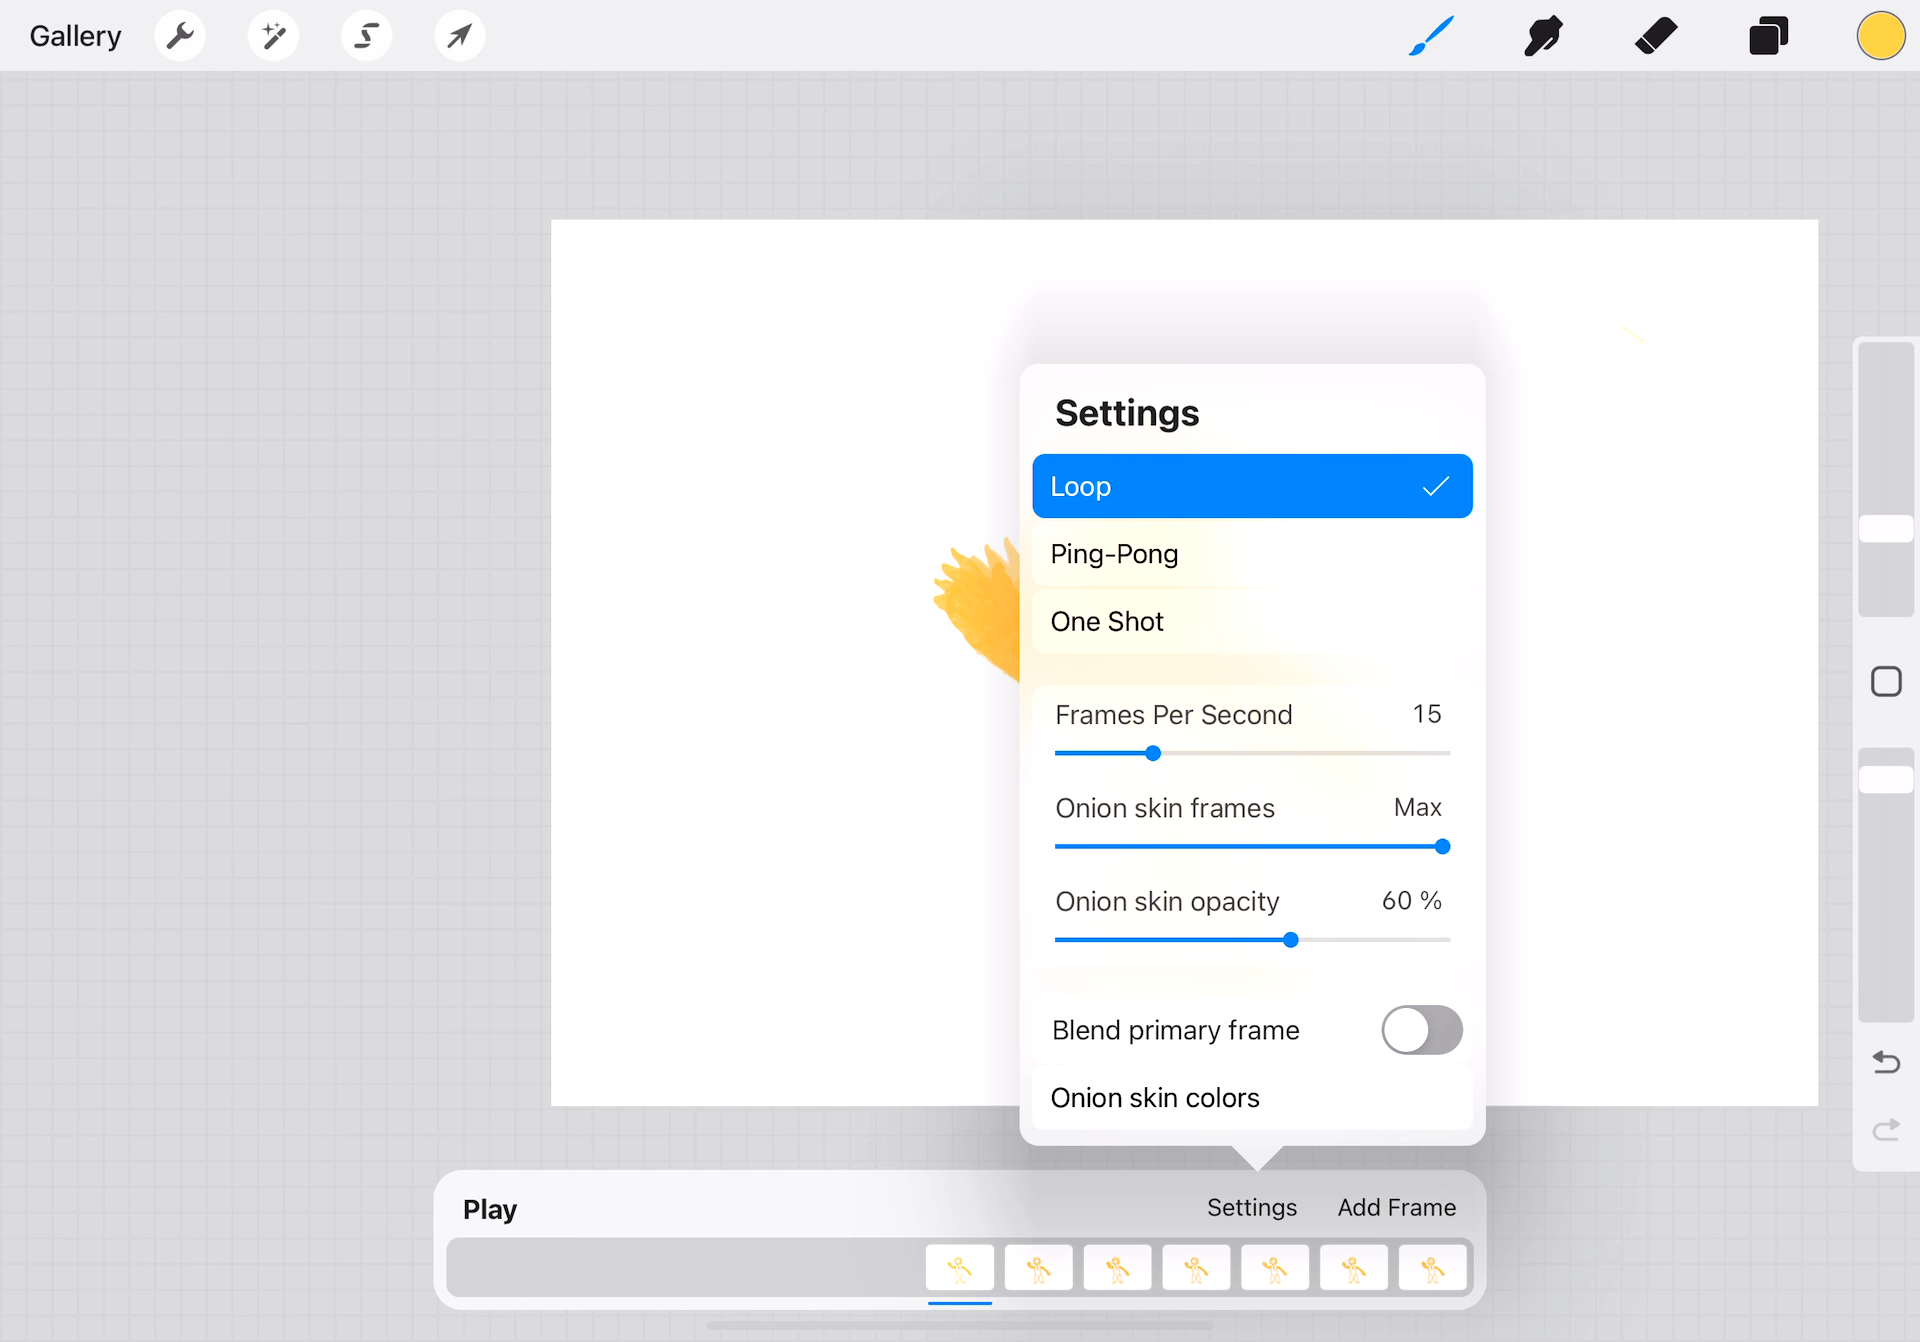 Gallery
Settings
Loop
Ping-Pong
One Shot
Frames Per Second 15
Onion skin frames Max
Onion skin opacity 60 %
Blend primary frame
Onion skin colors
Play Settings Add Frame